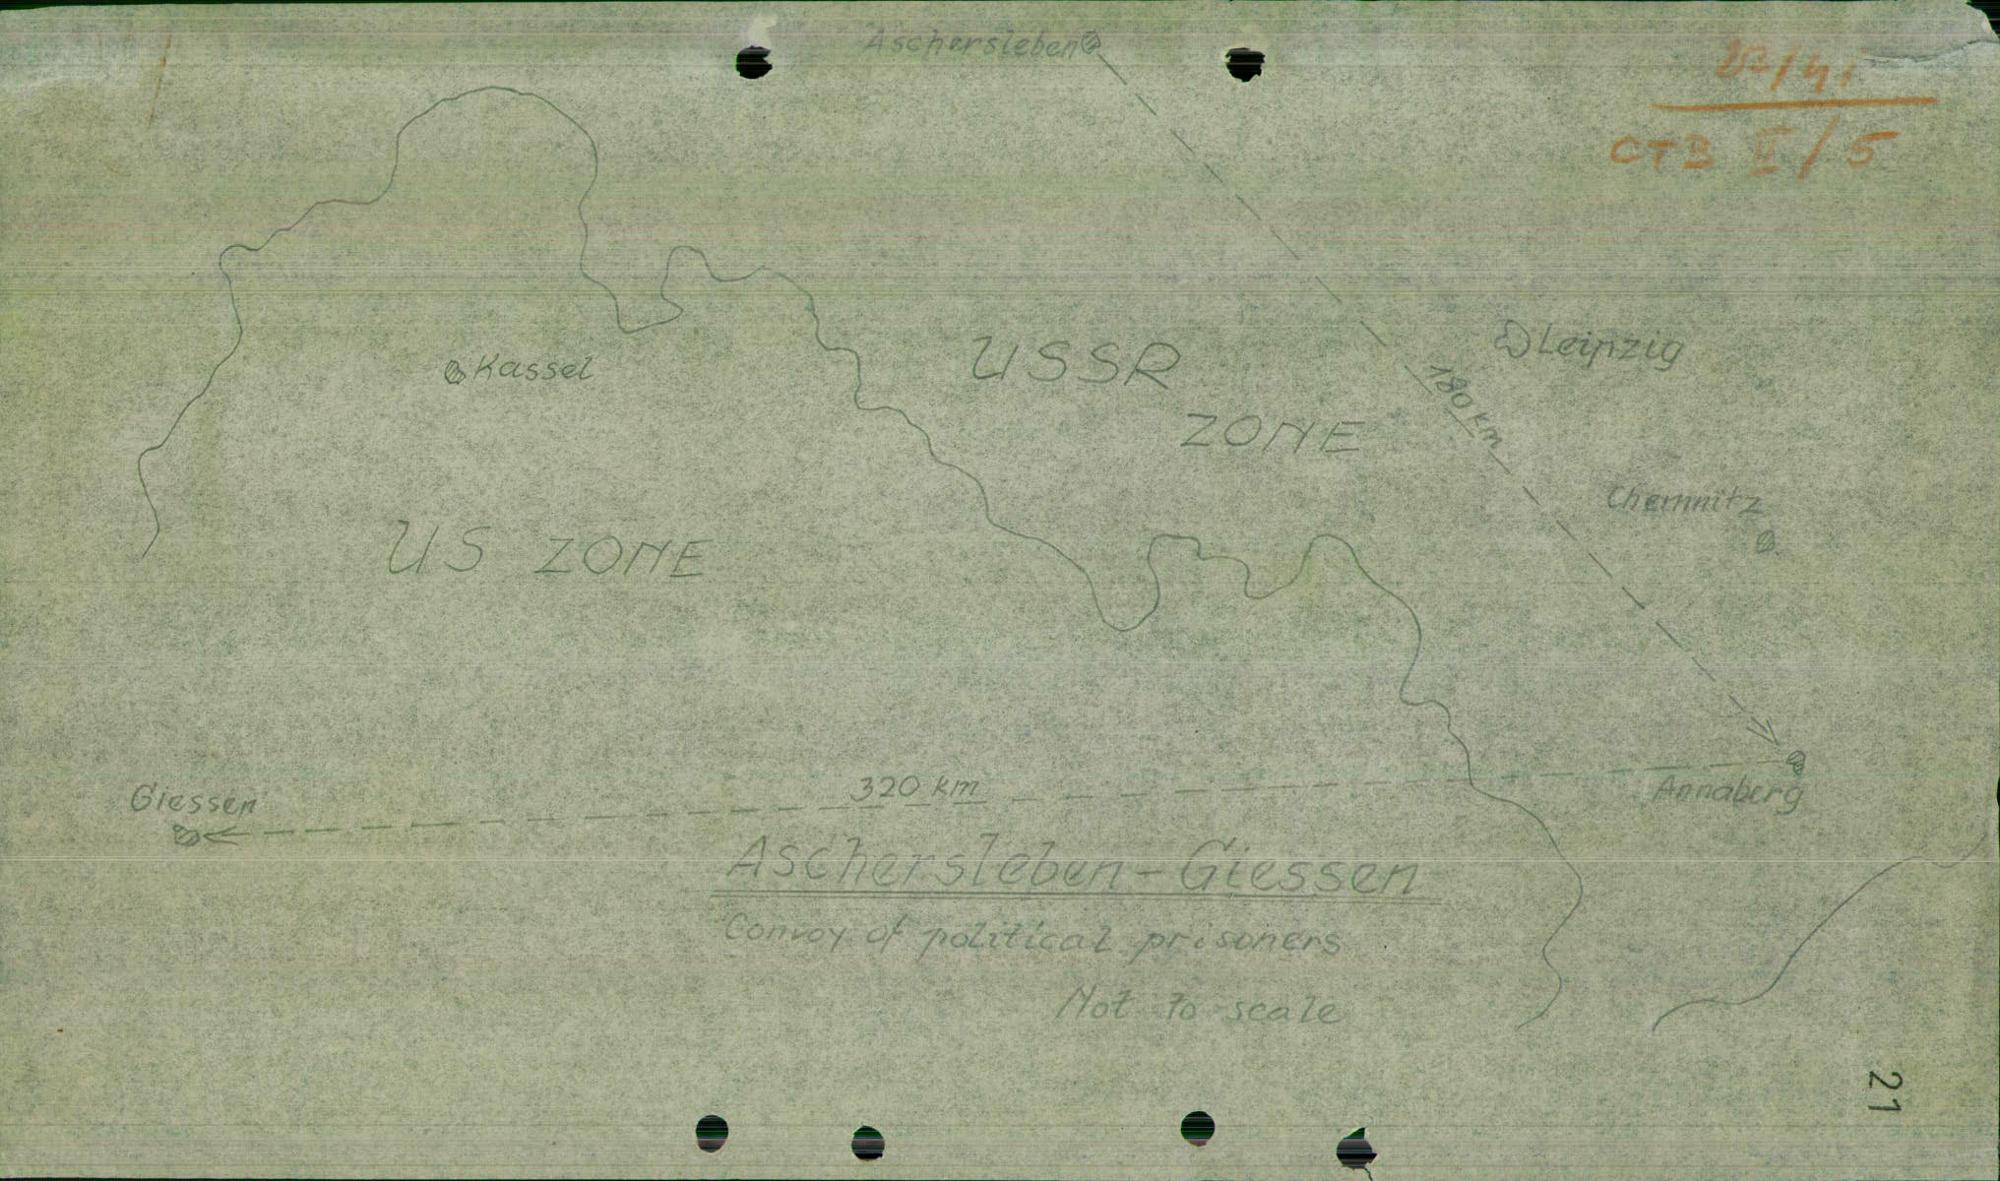 Aschersleben
CTB II/5
Leipzig
USSR
Kassel
180 km
ZONE
Chemnitz
US ZONE
Giessen
320 km
Annaberg
Aschersleben-Giessen
Convoy of political prisoners
Not to scale
21